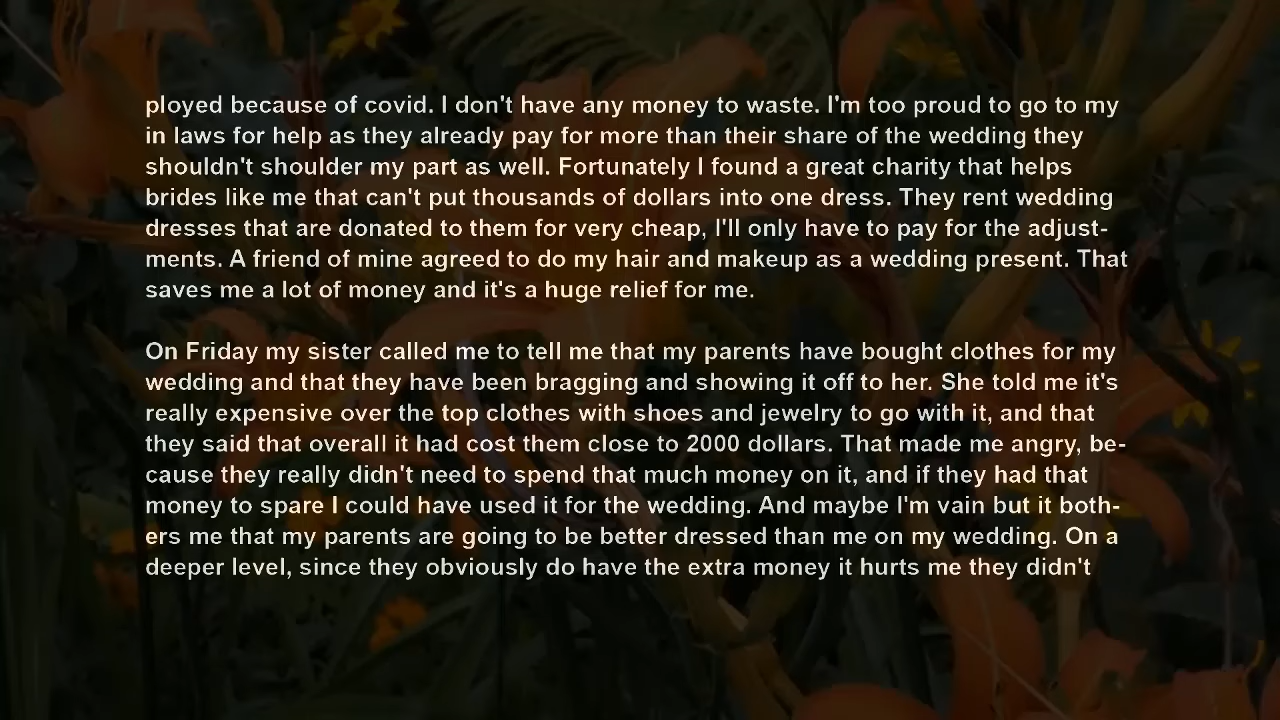 ployed because of covid. I don't have any money to waste. I'm too proud to go to my
in laws for help as they already pay for more than their share of the wedding they
shouldn't shoulder my part as well. Fortunately I found a great charity that helps
brides like me that can't put thousands of dollars into one dress. They rent wedding
dresses that are donated to them for very cheap, I'll only have to pay for the adjust-
ments. A friend of mine agreed to do my hair and makeup as a wedding present. That
saves me a lot of money and it's a huge relief for me.
On Friday my sister called me to tell me that my parents have bought clothes for my
wedding and that they have been bragging and showing it off to her. She told me it's
really expensive over the top clothes with shoes and jewelry to go with it, and that
they said that overall it had cost them close to 2000 dollars. That made me angry, be-
cause they really didn't need to spend that much money on it, and if they had that
money to spare I could have used it for the wedding. And maybe I'm vain but it both-
ers me that my parents are going to be better dressed than me on my wedding. On a
deeper level, since they obviously do have the extra money it hurts me they didn't